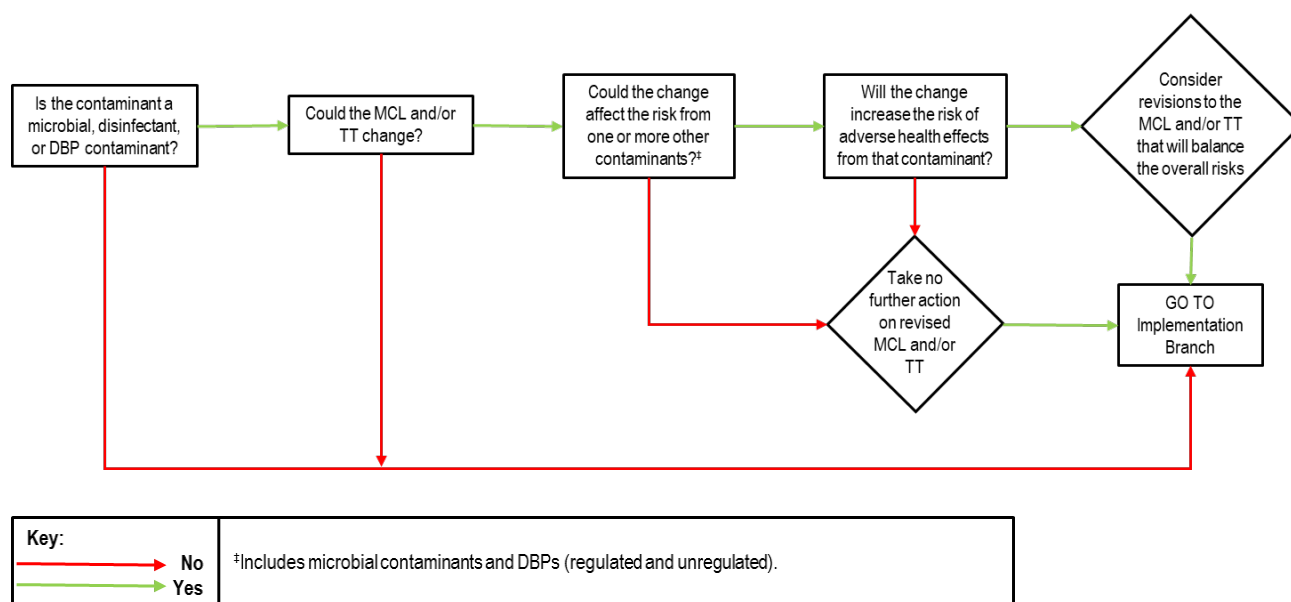 Is the contaminant a
microbial, disinfectant,
or DBP contaminant?
Could the MCL and/or
TT change?
Could the change
affect the risk from
one or more other
contaminants?‡
Will the change
increase the risk of
adverse health effects
from that contaminant?
Consider
revisions to the
MCL and/or TT
that will balance
the overall risks
Take no
further action
on revised
MCL and/or
TT
GO TO
Implementation
Branch
Key:
No
Yes
‡Includes microbial contaminants and DBPs (regulated and unregulated).